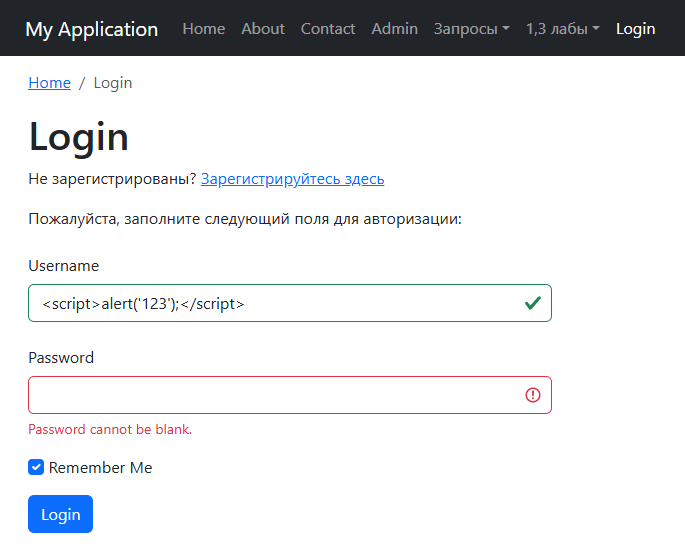 My Application Home About Contact Admin Запросы 1,3 лабы Login
Home / Login
Login
Не зарегистрированы? Зарегистрируйтесь здесь
Пожалуйста, заполните следующий поля для авторизации:
Username
<script>alert('123');</script>
Password
Password cannot be blank.
Remember Me
Login